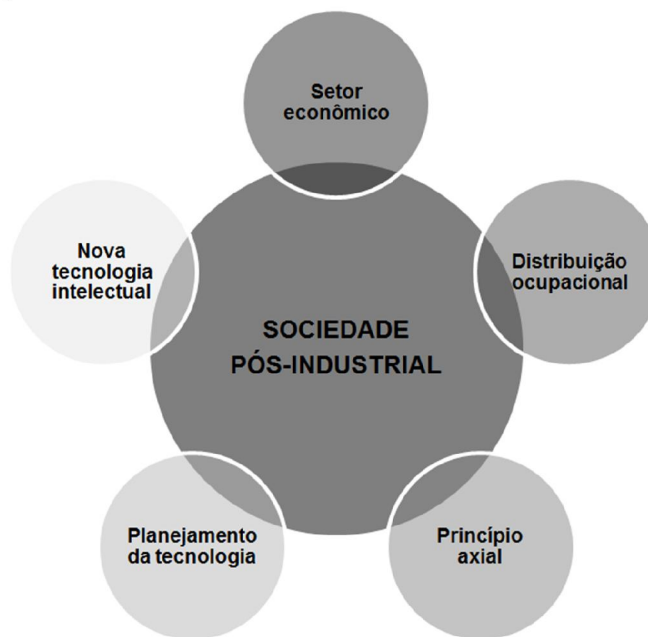 Setor
econômico
Nova
tecnologia
intelectual
Distribuição
ocupacional
SOCIEDADE
PÓS-INDUSTRIAL
Planejamento
da tecnologia
Princípio
axial